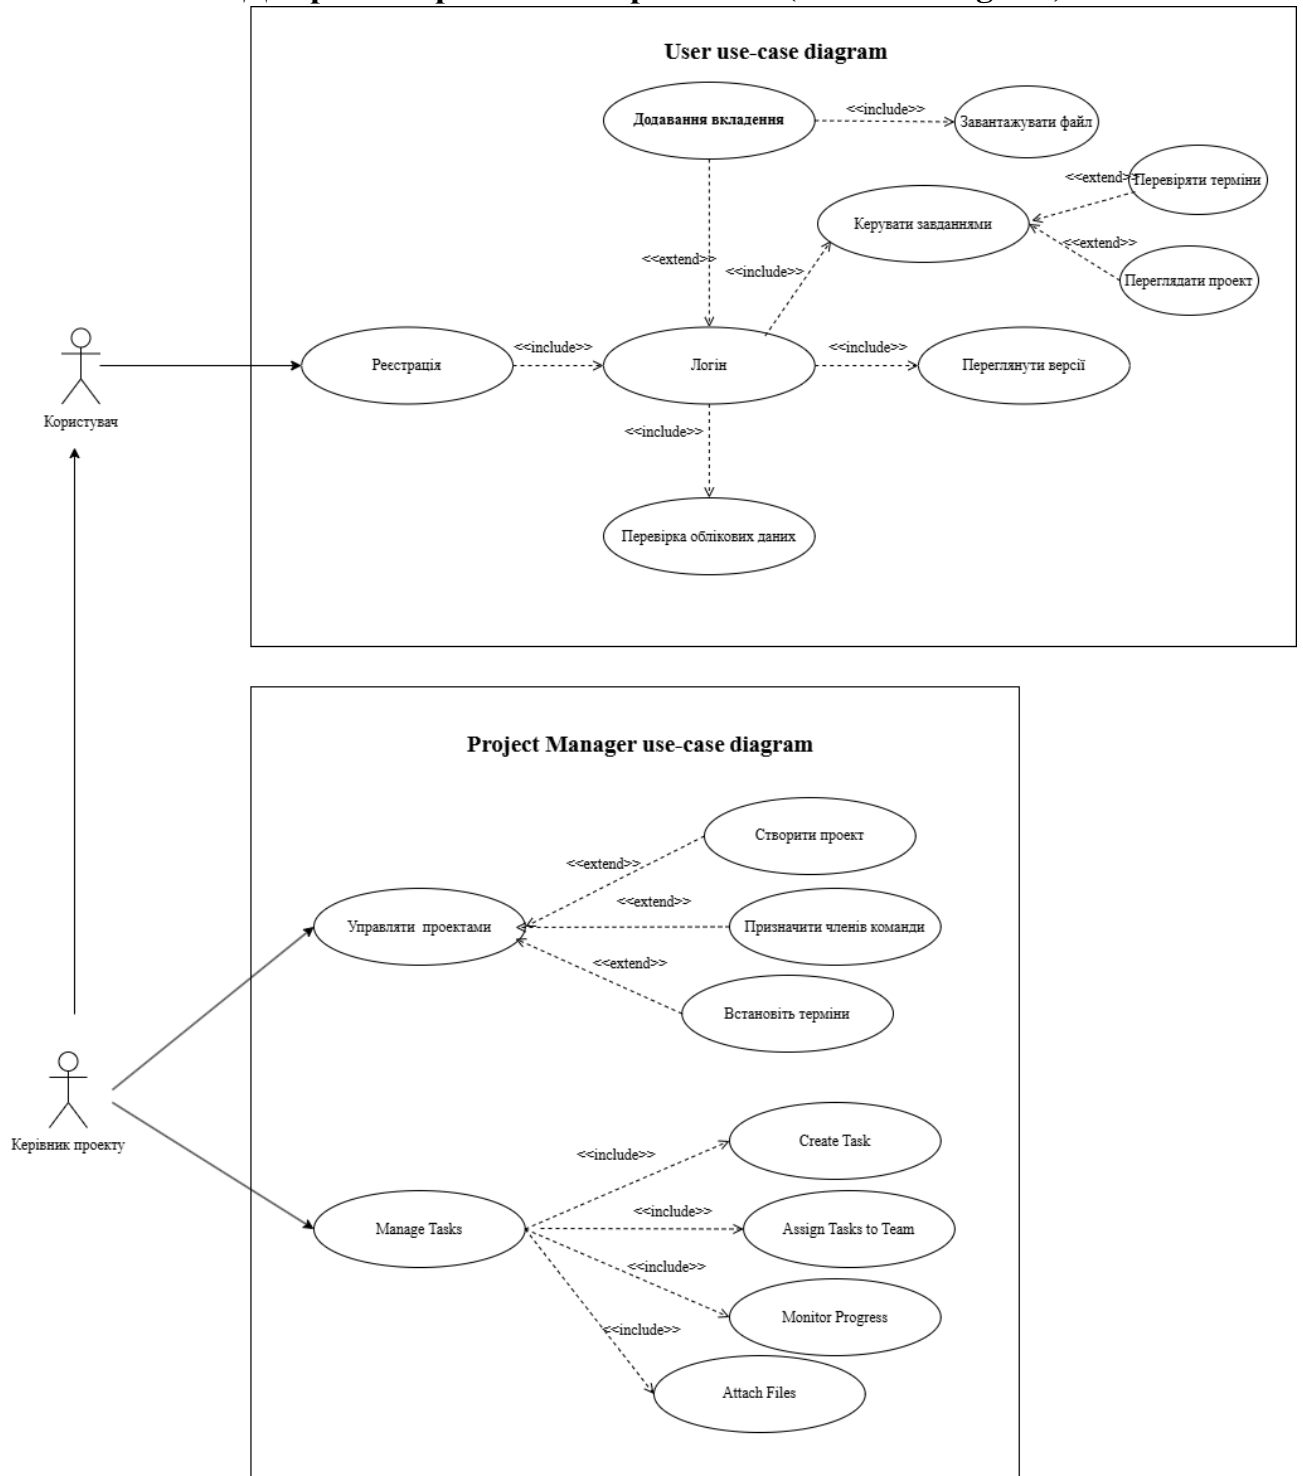 User use-case diagram
Додавання вкладення
<<include>>
Завантажувати файл
<<extend>>
Перевіряти терміни
Керувати завданнями
<<extend>>
<<extend>>
<<include>>
Переглядати проект
Реєстрація
<<include>>
Логін
<<include>>
Переглянути версії
Користувач
<<include>>
Перевірка облікових даних
Project Manager use-case diagram
Створити проект
<<extend>>
<<extend>>
Управляти проектами
Призначити членів команди
<<extend>>
Встановіть терміни
Керівник проекту
Create Task
<<include>>
<<include>>
Manage Tasks
Assign Tasks to Team
<<include>>
Monitor Progress
<<include>>
Attach Files